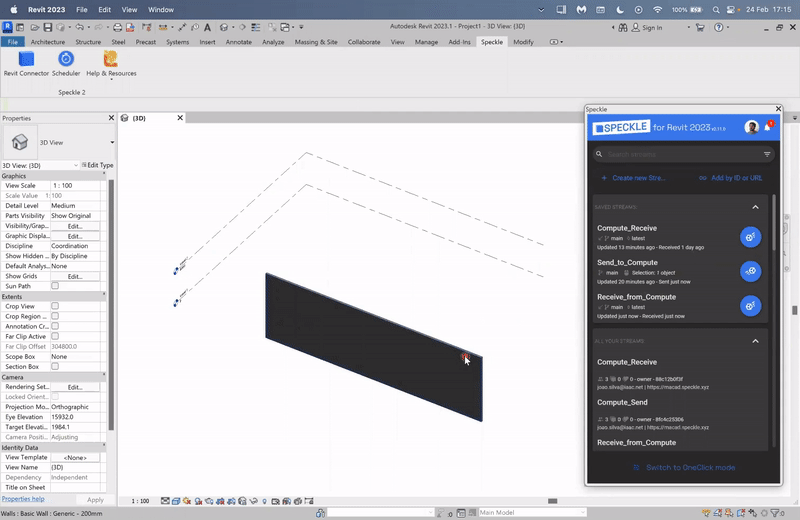 Revit 2023 File Edit View Window 100% 24 Feb 17:15
Autodesk Revit 2023.1 - Project1 - 3D View: {3D} Sign in
File Architecture Structure Steel Precast Systems Insert Annotate Analyze Massing & Site Collaborate View Manage Add-Ins Speckle Modify
Revit Connector Scheduler Help & Resources
Speckle 2
Properties
{3D}
3D View
3D View: {3D} Edit Type
Graphics
View Scale 1 : 100
Scale Value 1: 100
Detail Level Medium
Parts Visibility Show Original
Visibility/Grap... Edit...
Graphic Displa... Edit...
Discipline Coordination
Show Hidden ... By Discipline
Default Analys... None
Show Grids Edit...
Sun Path
Extents
Crop View
Crop Region ...
Annotation Cr...
Far Clip Active
Far Clip Offset 304800.0
Scope Box None
Section Box
Camera
Rendering Set... Edit...
Locked Orient...
Projection Mo... Orthographic
Eye Elevation 15932.0
Target Elevati... 1984.1
Camera Positi... Adjusting
Identity Data
View Template <None>
View Name {3D}
Dependency Independent
Title on Sheet
Properties help Apply
1 : 100
Walls : Basic Wall : Generic - 200mm
:0 Main Model
:0
Speckle
SPECKLE for Revit 2023 v2.11.0
Search streams
+ Create new Stre... Add by ID or URL
SAVED STREAMS
Compute_Receive
main latest
Updated 13 minutes ago - Received 1 day ago
Send_to_Compute
main Selection: 1 object
Updated 20 minutes ago - Sent just now
Receive_from_Compute
main latest
Updated just now - Received just now
ALL YOUR STREAMS
Compute_Receive
3 0 0 - owner - 88c12b0f3f
joao.silva@iaac.net | https://macad.speckle.xyz
Compute_Send
3 0 0 - owner - 8fc4c25306
joao.silva@iaac.net | https://macad.speckle.xyz
Receive_from_Compute
Switch to OneClick mode